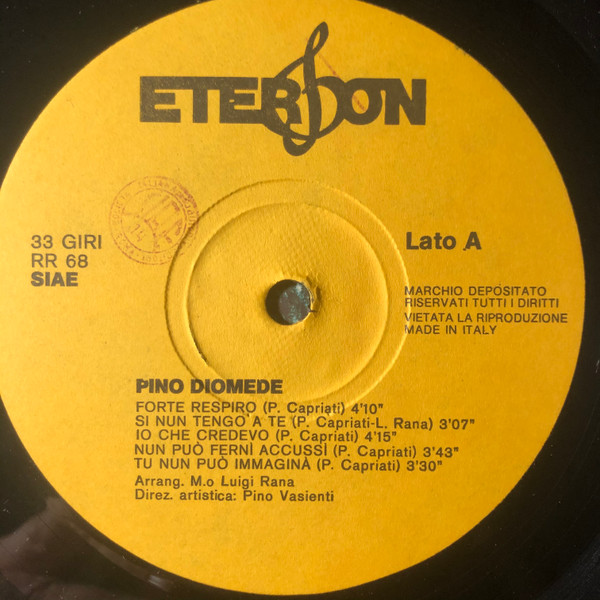 ETERSON
33 GIRI
RR 68
SIAE
Lato A
MARCHIO DEPOSITATO
RISERVATI TUTTI I DIRITTI
VIETATA LA RIPRODUZIONE
MADE IN ITALY
PINO DIOMEDE
FORTE RESPIRO (P. Capriati) 4'10"
SI NUN TENGO A TE (P. Capriati-L. Rana) 3'07"
IO CHE CREDEVO (P. Capriati) 4'15"
NUN PUÒ FERNÌ ACCUSSÌ (P. Capriati) 3'43"
TU NUN PUÒ IMMAGINÀ (P. Capriati) 3'30"
Arrang. M.o Luigi Rana
Direz. artistica: Pino Vasienti